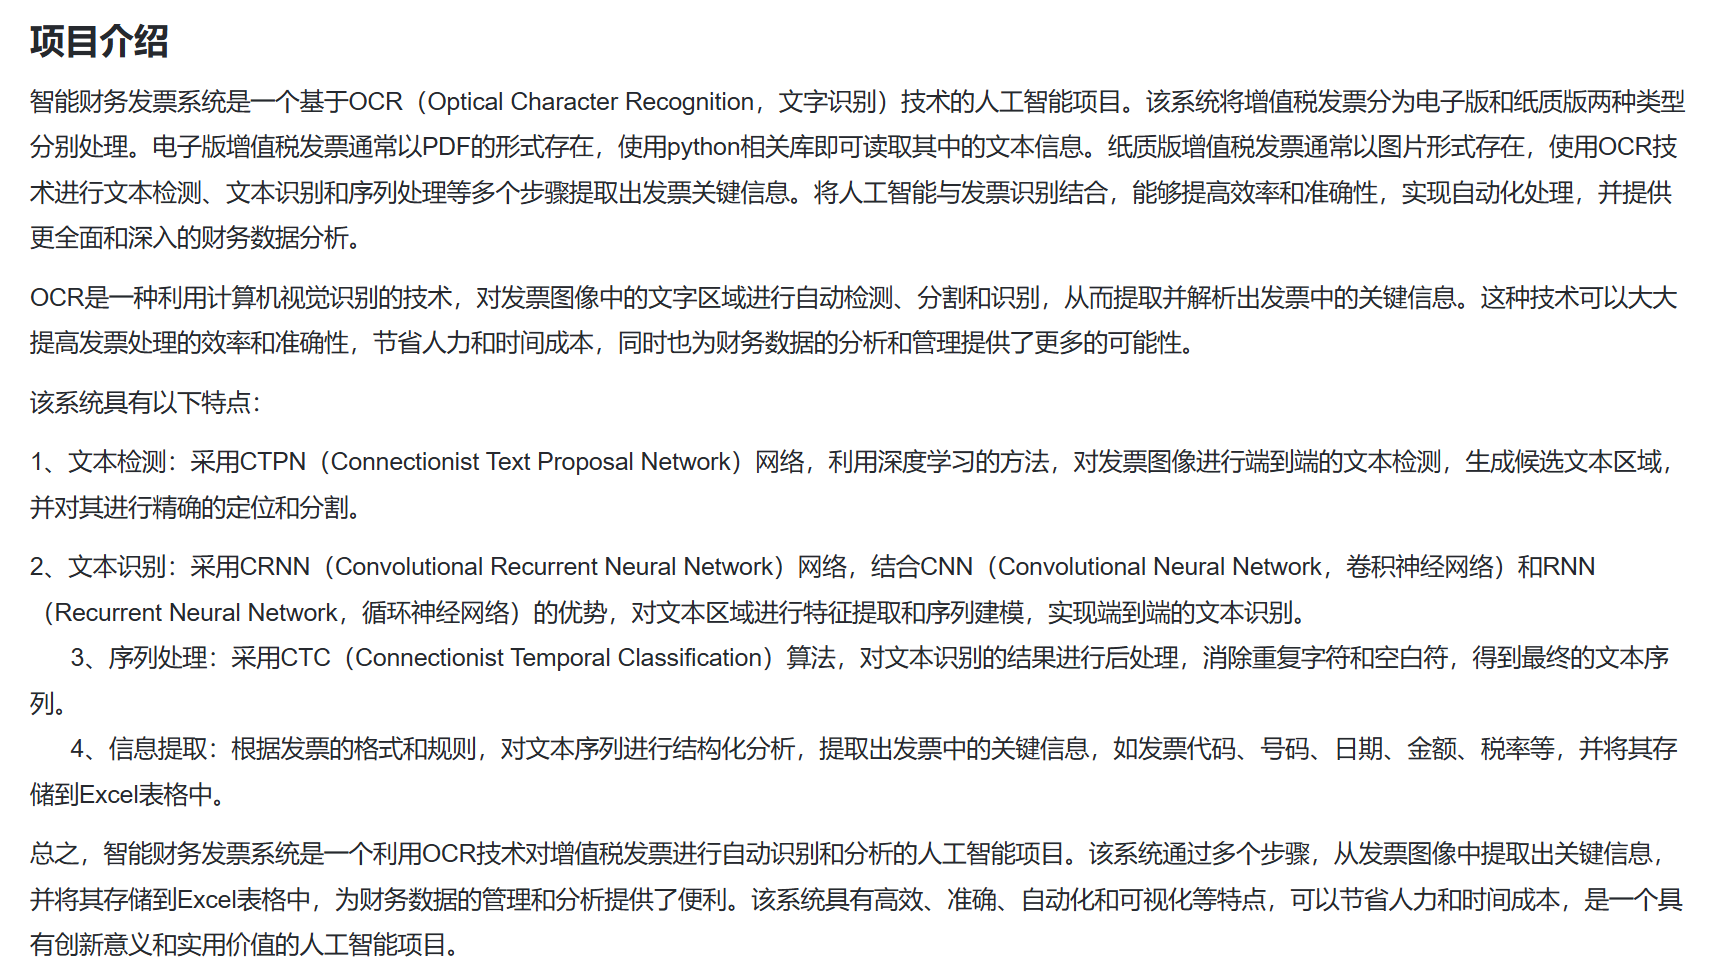 项目介绍
智能财务发票系统是一个基于OCR（Optical Character Recognition，文字识别）技术的人工智能项目。该系统将增值税发票分为电子版和纸质版两种类型
分别处理。电子版增值税发票通常以PDF的形式存在，使用python相关库即可读取其中的文本信息。纸质版增值税发票通常以图片形式存在，使用OCR技
术进行文本检测、文本识别和序列处理等多个步骤提取出发票关键信息。将人工智能与发票识别结合，能够提高效率和准确性，实现自动化处理，并提供
更全面和深入的财务数据分析。
OCR是一种利用计算机视觉识别的技术，对发票图像中的文字区域进行自动检测、分割和识别，从而提取并解析出发票中的关键信息。这种技术可以大大
提高发票处理的效率和准确性，节省人力和时间成本，同时也为财务数据的分析和管理提供了更多的可能性。
该系统具有以下特点：
1、文本检测：采用CTPN（Connectionist Text Proposal Network）网络，利用深度学习的方法，对发票图像进行端到端的文本检测，生成候选文本区域，
并对其进行精确的定位和分割。
2、文本识别：采用CRNN（Convolutional Recurrent Neural Network）网络，结合CNN（Convolutional Neural Network，卷积神经网络）和RNN
（Recurrent Neural Network，循环神经网络）的优势，对文本区域进行特征提取和序列建模，实现端到端的文本识别。
3、序列处理：采用CTC（Connectionist Temporal Classification）算法，对文本识别的结果进行后处理，消除重复字符和空白符，得到最终的文本序
列。
4、信息提取：根据发票的格式和规则，对文本序列进行结构化分析，提取出发票中的关键信息，如发票代码、号码、日期、金额、税率等，并将其存
储到Excel表格中。
总之，智能财务发票系统是一个利用OCR技术对增值税发票进行自动识别和分析的人工智能项目。该系统通过多个步骤，从发票图像中提取出关键信息，
并将其存储到Excel表格中，为财务数据的管理和分析提供了便利。该系统具有高效、准确、自动化和可视化等特点，可以节省人力和时间成本，是一个具
有创新意义和实用价值的人工智能项目。